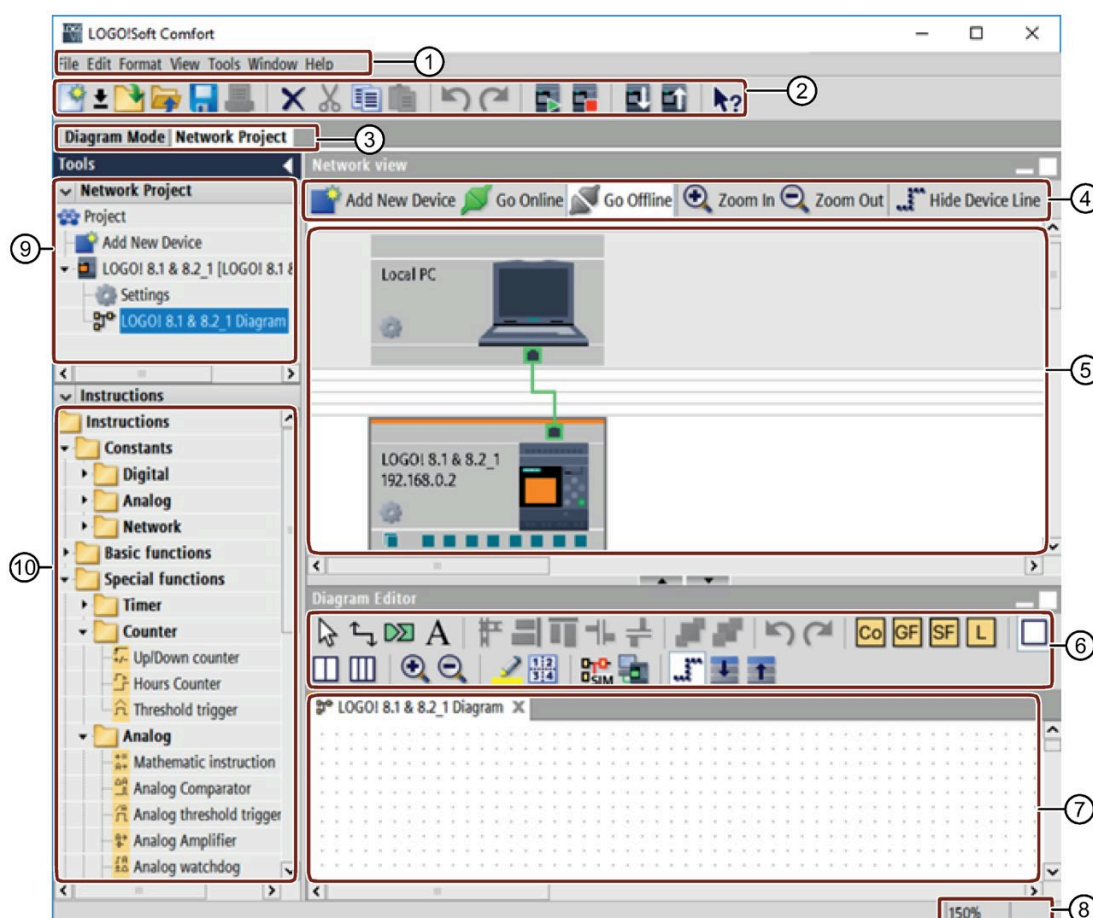 LOGO!Soft Comfort
File Edit Format View Tools Window Help
1
?
2
Diagram Mode Network Project
3
Tools
Network Project
Project
Add New Device
LOGO! 8.1 & 8.2_1 [LOGO! 8.1 &
Settings
LOGO! 8.1 & 8.2_1 Diagram
9
Instructions
Instructions
Constants
Digital
Analog
Network
Basic functions
Special functions
Timer
Counter
Up/Down counter
Hours Counter
Threshold trigger
Analog
Mathematic instruction
Analog Comparator
Analog threshold trigger
Analog Amplifier
Analog watchdog
10
Network view
Add New Device Go Online Go Offline Zoom In Zoom Out Hide Device Line
4
Local PC
LOGO! 8.1 & 8.2_1
192.168.0.2
5
Diagram Editor
A Co GF SF L
1 2
3 4
SIM
6
LOGO! 8.1 & 8.2_1 Diagram
7
150%
8